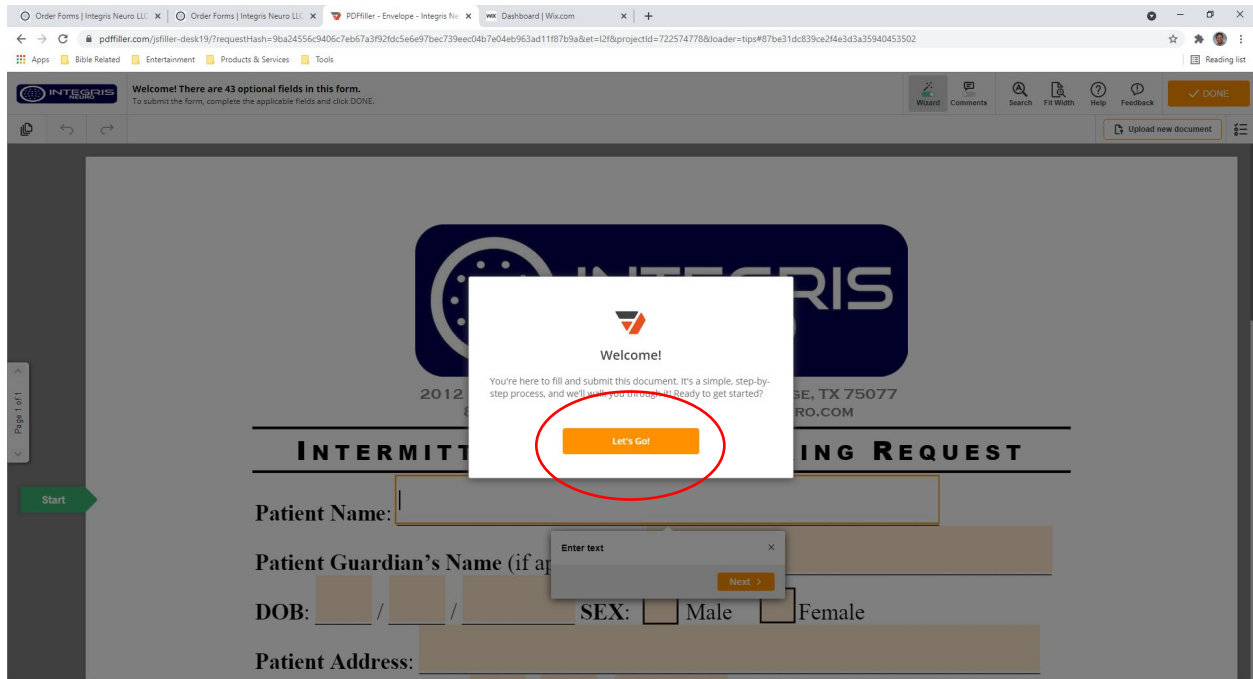 Order Forms | Integris Neuro LLC
Order Forms | Integris Neuro LLC
PDFfiller - Envelope - Integris Ne
WIX Dashboard | Wix.com
pdffiller.com/jsfiller-desk19/?requestHash=9ba24556c9406c7eb67a3f92fdc5e6e97bec739eec04b7e04eb963ad11f87b9a&et=l2f&projectId=722574778&loader=tips#87be31dc839ce2f4e3d3a35940453502
Apps Bible Related Entertainment Products & Services Tools Reading list
INTEGRIS NEURO
Welcome! There are 43 optional fields in this form.
To submit the form, complete the applicable fields and click DONE.
Wizard Comments Search Fit Width Help Feedback DONE
Upload new document
RIS
Welcome!
You're here to fill and submit this document. It's a simple, step-by-
step process, and we'll walk you through it! Ready to get started?
Let's Go!
2012 GE, TX 75077
RO.COM
INTERMITT ING REQUEST
Page 1 of 1
Start
Patient Name:
Enter text
Next >
Patient Guardian's Name (if ap
DOB: / / SEX: Male Female
Patient Address: